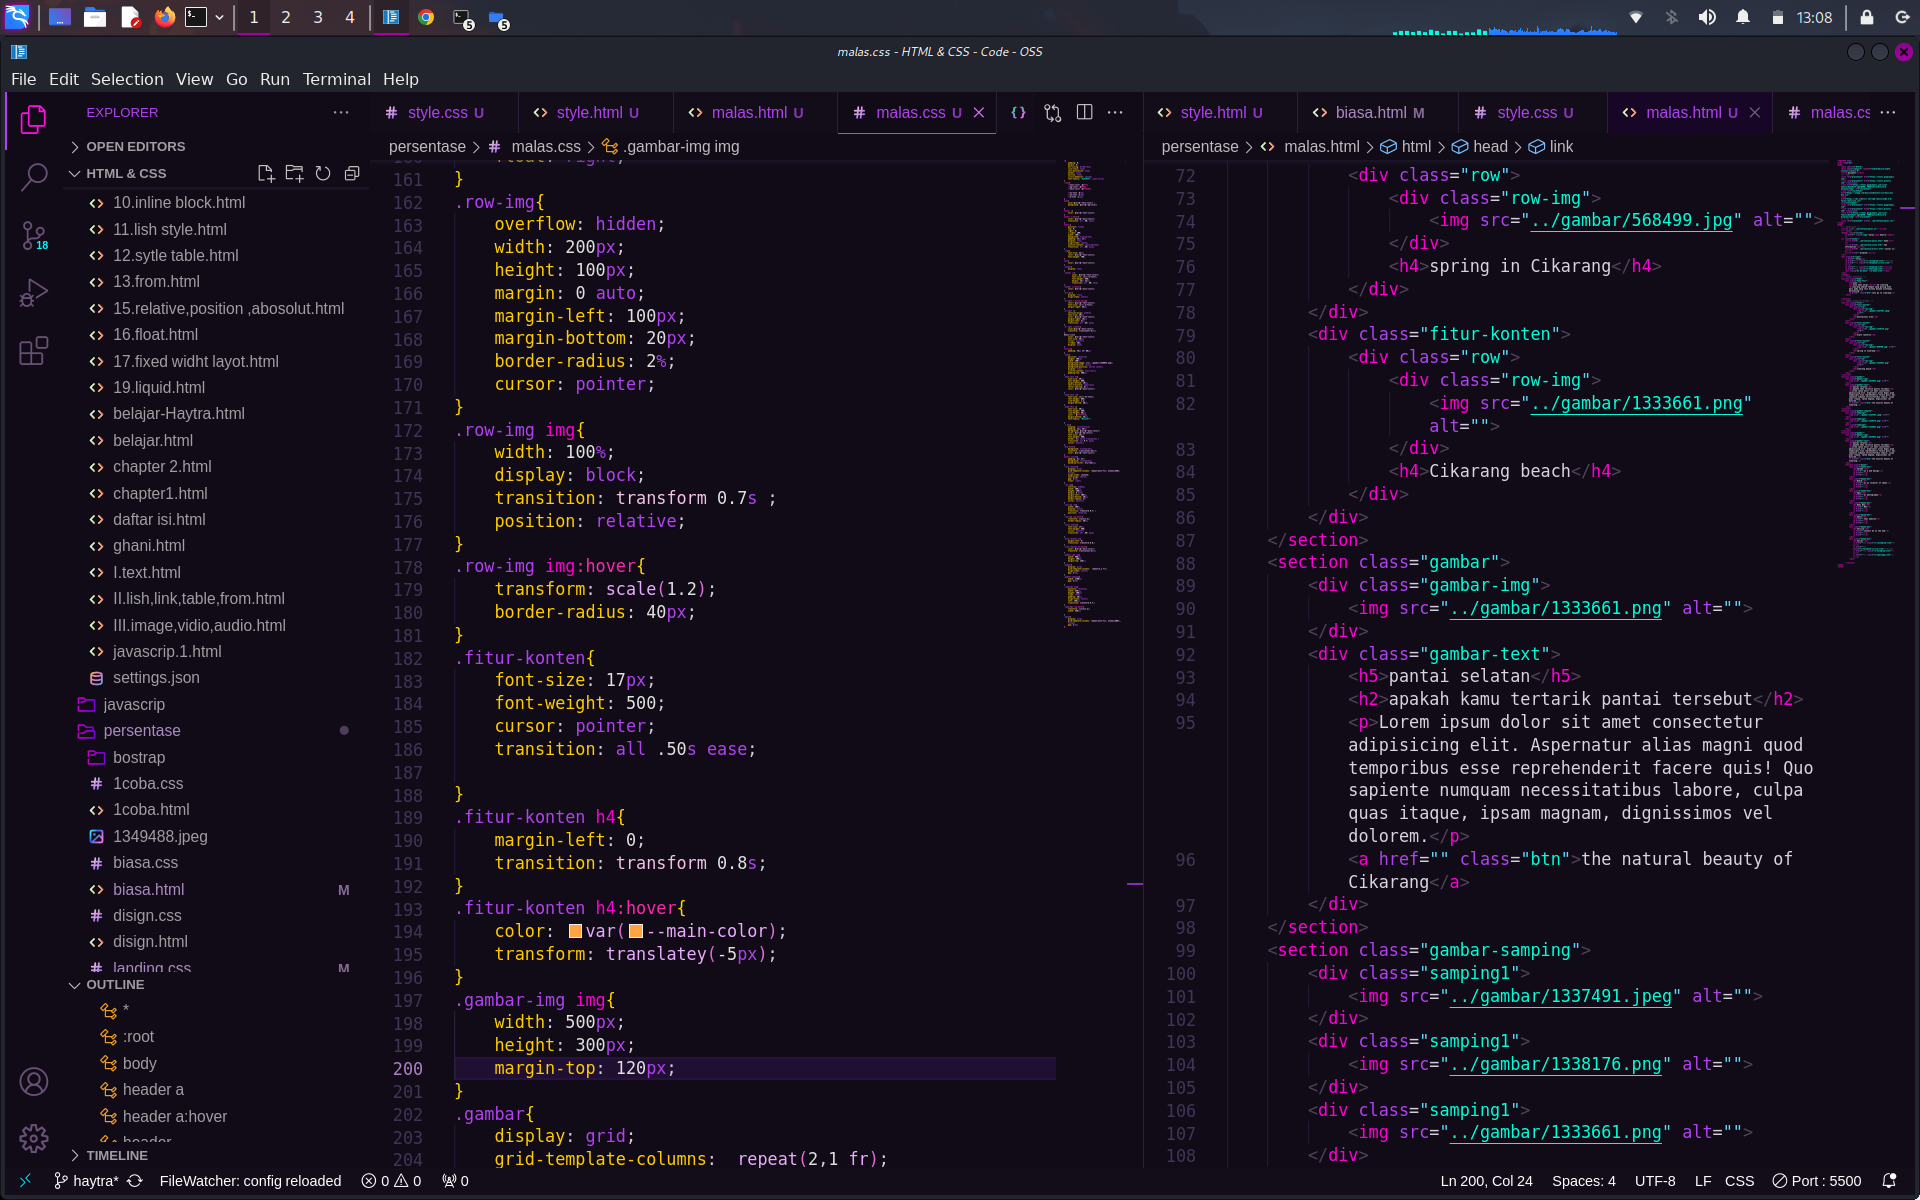 1 2 3 4
5 5
13:08
malas.css - HTML & CSS - Code - OSS
File Edit Selection View Go Run Terminal Help
EXPLORER
OPEN EDITORS
HTML & CSS
10.inline block.html
11.lish style.html
12.sytle table.html
13.from.html
15.relative,position ,abosolut.html
16.float.html
17.fixed widht layot.html
19.liquid.html
belajar-Haytra.html
belajar.html
chapter 2.html
chapter1.html
daftar isi.html
ghani.html
I.text.html
II.lish,link,table,from.html
III.image,vidio,audio.html
javascrip.1.html
settings.json
javascrip
persentase
bostrap
1coba.css
1coba.html
1349488.jpeg
biasa.css
biasa.html M
disign.css
disign.html
landing.css M
OUTLINE
*
:root
body
header a
header a:hover
header
TIMELINE
18
style.css U style.html U malas.html U malas.css U
persentase > malas.css > .gambar-img img
160 float: right;
161 }
162 .row-img{
163 overflow: hidden;
164 width: 200px;
165 height: 100px;
166 margin: 0 auto;
167 margin-left: 100px;
168 margin-bottom: 20px;
169 border-radius: 2%;
170 cursor: pointer;
171 }
172 .row-img img{
173 width: 100%;
174 display: block;
175 transition: transform 0.7s ;
176 position: relative;
177 }
178 .row-img img:hover{
179 transform: scale(1.2);
180 border-radius: 40px;
181 }
182 .fitur-konten{
183 font-size: 17px;
184 font-weight: 500;
185 cursor: pointer;
186 transition: all .50s ease;
187
188 }
189 .fitur-konten h4{
190 margin-left: 0;
191 transition: transform 0.8s;
192 }
193 .fitur-konten h4:hover{
194 color: var(--main-color);
195 transform: translatey(-5px);
196 }
197 .gambar-img img{
198 width: 500px;
199 height: 300px;
200 margin-top: 120px;
201 }
202 .gambar{
203 display: grid;
204 grid-template-columns:  repeat(2,1 fr);
style.html U biasa.html M style.css U malas.html U malas.cs
persentase > malas.html > html > head > link
72 <div class="row">
73 <div class="row-img">
74 <img src="../gambar/568499.jpg" alt="">
75 </div>
76 <h4>spring in Cikarang</h4>
77 </div>
78 </div>
79 <div class="fitur-konten">
80 <div class="row">
81 <div class="row-img">
82 <img src="../gambar/1333661.png"
alt="">
83 </div>
84 <h4>Cikarang beach</h4>
85 </div>
86 </div>
87 </section>
88 <section class="gambar">
89 <div class="gambar-img">
90 <img src="../gambar/1333661.png" alt="">
91 </div>
92 <div class="gambar-text">
93 <h5>pantai selatan</h5>
94 <h2>apakah kamu tertarik pantai tersebut</h2>
95 <p>Lorem ipsum dolor sit amet consectetur
adipisicing elit. Aspernatur alias magni quod
temporibus esse reprehenderit facere quis! Quo
sapiente numquam necessitatibus labore, culpa
quas itaque, ipsam magnam, dignissimos vel
dolorem.</p>
96 <a href="" class="btn">the natural beauty of
Cikarang</a>
97 </div>
98 </section>
99 <section class="gambar-samping">
100 <div class="samping1">
101 <img src="../gambar/1337491.jpeg" alt="">
102 </div>
103 <div class="samping1">
104 <img src="../gambar/1338176.png" alt="">
105 </div>
106 <div class="samping1">
107 <img src="../gambar/1333661.png" alt="">
108 </div>
haytra* FileWatcher: config reloaded 0 0 0
Ln 200, Col 24 Spaces: 4 UTF-8 LF CSS Port : 5500